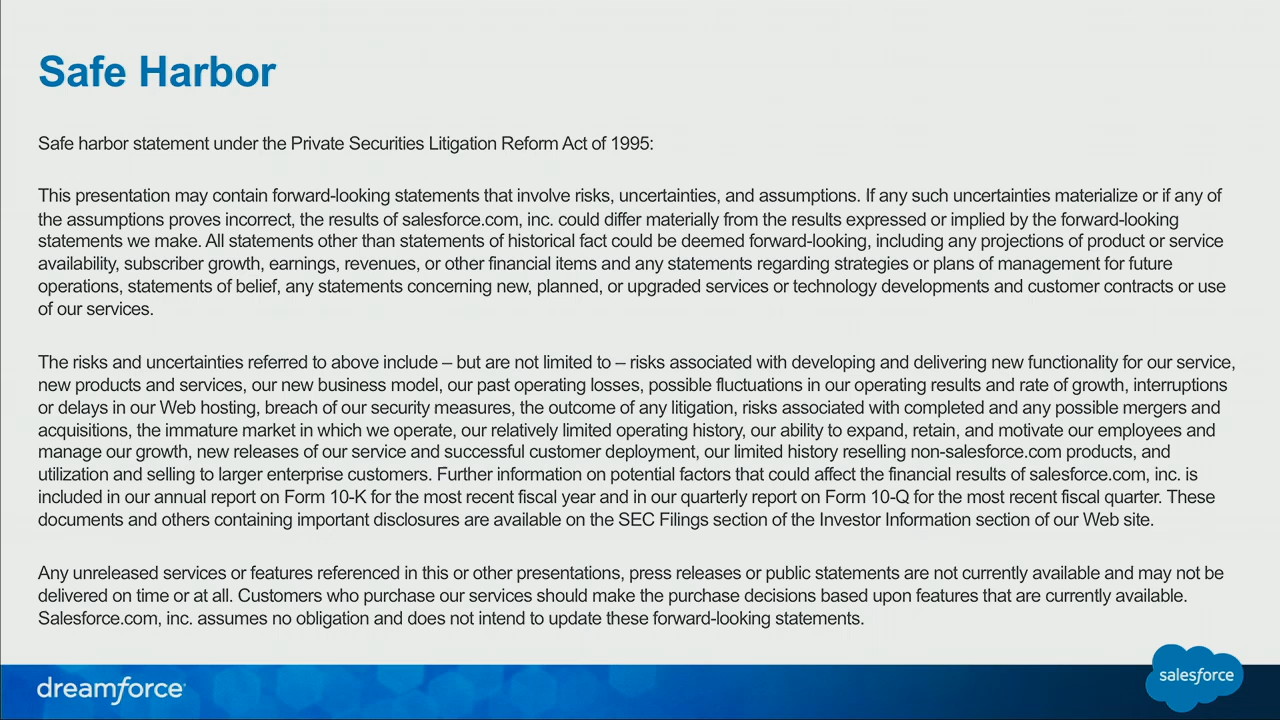 Safe Harbor
Safe harbor statement under the Private Securities Litigation Reform Act of 1995:
This presentation may contain forward-looking statements that involve risks, uncertainties, and assumptions. If any such uncertainties materialize or if any of
the assumptions proves incorrect, the results of salesforce.com, inc. could differ materially from the results expressed or implied by the forward-looking
statements we make. All statements other than statements of historical fact could be deemed forward-looking, including any projections of product or service
availability, subscriber growth, earnings, revenues, or other financial items and any statements regarding strategies or plans of management for future
operations, statements of belief, any statements concerning new, planned, or upgraded services or technology developments and customer contracts or use
of our services.
The risks and uncertainties referred to above include – but are not limited to – risks associated with developing and delivering new functionality for our service,
new products and services, our new business model, our past operating losses, possible fluctuations in our operating results and rate of growth, interruptions
or delays in our Web hosting, breach of our security measures, the outcome of any litigation, risks associated with completed and any possible mergers and
acquisitions, the immature market in which we operate, our relatively limited operating history, our ability to expand, retain, and motivate our employees and
manage our growth, new releases of our service and successful customer deployment, our limited history reselling non-salesforce.com products, and
utilization and selling to larger enterprise customers. Further information on potential factors that could affect the financial results of salesforce.com, inc. is
included in our annual report on Form 10-K for the most recent fiscal year and in our quarterly report on Form 10-Q for the most recent fiscal quarter. These
documents and others containing important disclosures are available on the SEC Filings section of the Investor Information section of our Web site.
Any unreleased services or features referenced in this or other presentations, press releases or public statements are not currently available and may not be
delivered on time or at all. Customers who purchase our services should make the purchase decisions based upon features that are currently available.
Salesforce.com, inc. assumes no obligation and does not intend to update these forward-looking statements.
dreamforce
salesforce